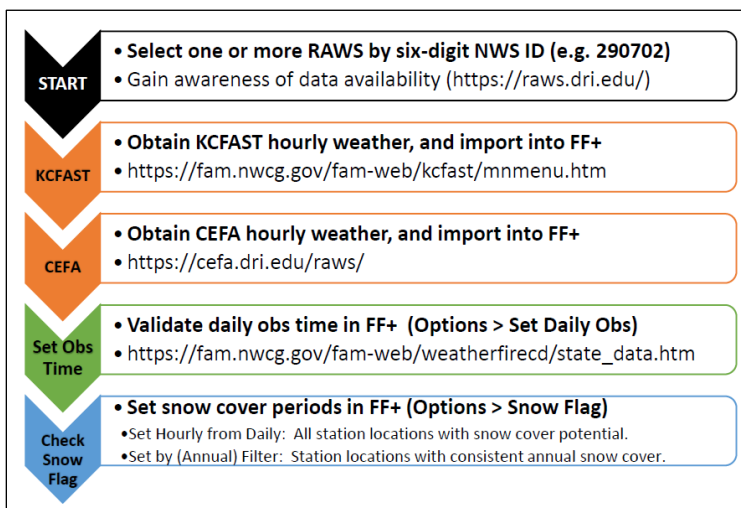 START
• Select one or more RAWS by six-digit NWS ID (e.g. 290702)
• Gain awareness of data availability (https://raws.dri.edu/)
KCFAST
• Obtain KCFAST hourly weather, and import into FF+
• https://fam.nwcg.gov/fam-web/kcfast/mnmenu.htm
CEFA
• Obtain CEFA hourly weather, and import into FF+
• https://cefa.dri.edu/raws/
Set Obs
Time
• Validate daily obs time in FF+ (Options > Set Daily Obs)
• https://fam.nwcg.gov/fam-web/weatherfirecd/state_data.htm
Check
Snow
Flag
• Set snow cover periods in FF+ (Options > Snow Flag)
•Set Hourly from Daily: All station locations with snow cover potential.
•Set by (Annual) Filter: Station locations with consistent annual snow cover.